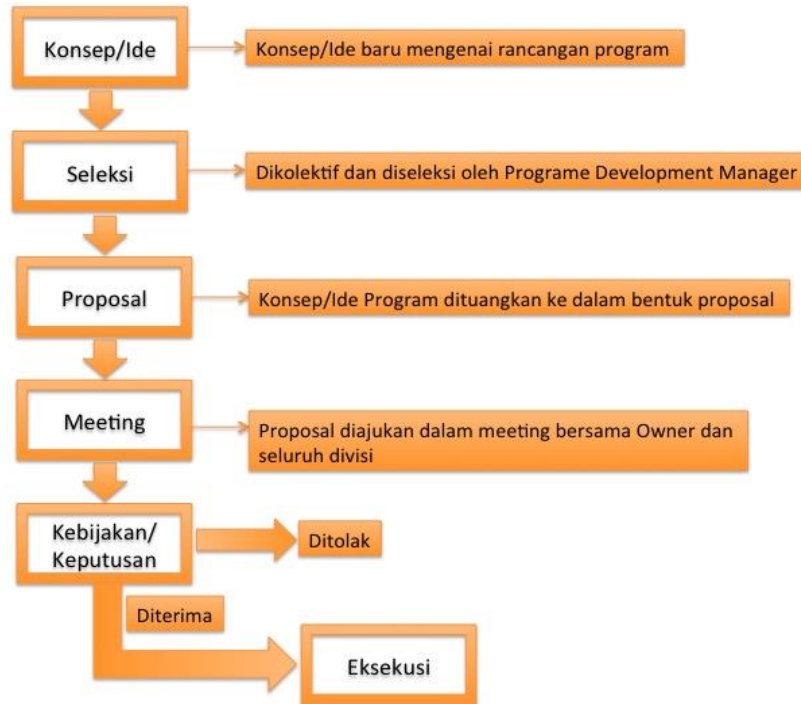 Konsep/Ide
Konsep/Ide baru mengenai rancangan program
Seleksi
Dikolektif dan diseleksi oleh Programe Development Manager
Proposal
Konsep/Ide Program dituangkan ke dalam bentuk proposal
Meeting
Proposal diajukan dalam meeting bersama Owner dan
seluruh divisi
Kebijakan/
Keputusan
Ditolak
Diterima
Eksekusi